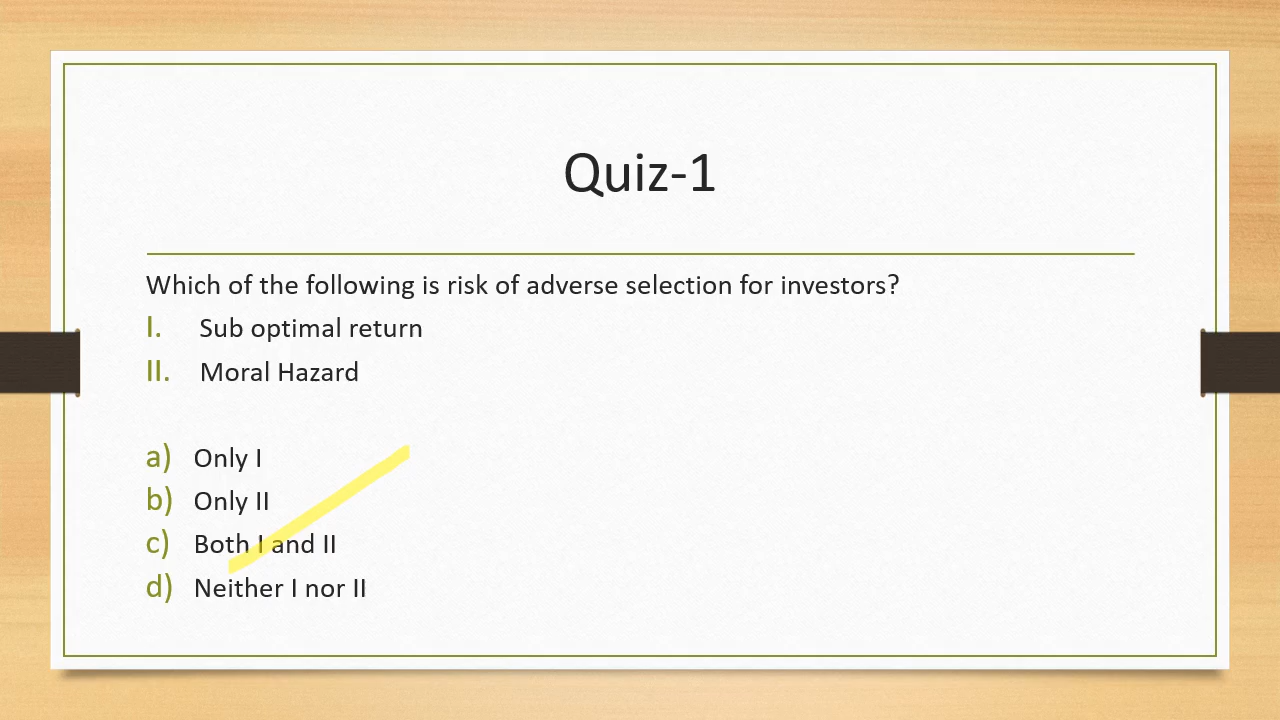 Quiz-1
Which of the following is risk of adverse selection for investors?
I. Sub optimal return
II. Moral Hazard
a) Only I
b) Only II
c) Both I and II
d) Neither I nor II